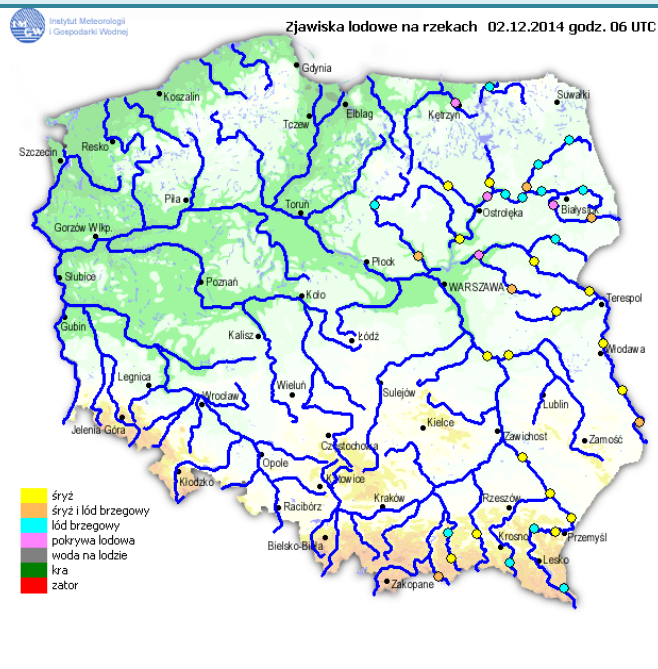 Instytut Meteorologii
i Gospodarki Wodnej
Zjawiska lodowe na rzekach 02.12.2014 godz. 06 UTC
Gdynia
Koszalin
Suwałki
Elbląg
Kętrzyn
Tczew
Resko
Szczecin
Piła
Toruń
Ostrołęka
Białystok
Gorzów Wlkp.
Płock
Słubice
Poznań
Koło
WARSZAWA
Terespol
Gubin
Kalisz
Łódź
Włodawa
Legnica
Wrocław
Wieluń
Sulejów
Lublin
Jelenia Góra
Kielce
Zawichost
Zamość
Częstochowa
Opole
Kłodzko
Katowice
Kraków
Rzeszów
Racibórz
Krosno
Przemyśl
Bielsko-Biała
Lesko
Zakopane
śryż
śryż i lód brzegowy
lód brzegowy
pokrywa lodowa
woda na lodzie
kra
zator